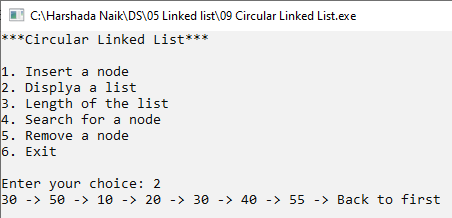 C:\Harshada Naik\DS\05 Linked list\09 Circular Linked List.exe
***Circular Linked List***
1. Insert a node
2. Displya a list
3. Length of the list
4. Search for a node
5. Remove a node
6. Exit
Enter your choice: 2
30 -> 50 -> 10 -> 20 -> 30 -> 40 -> 55 -> Back to first